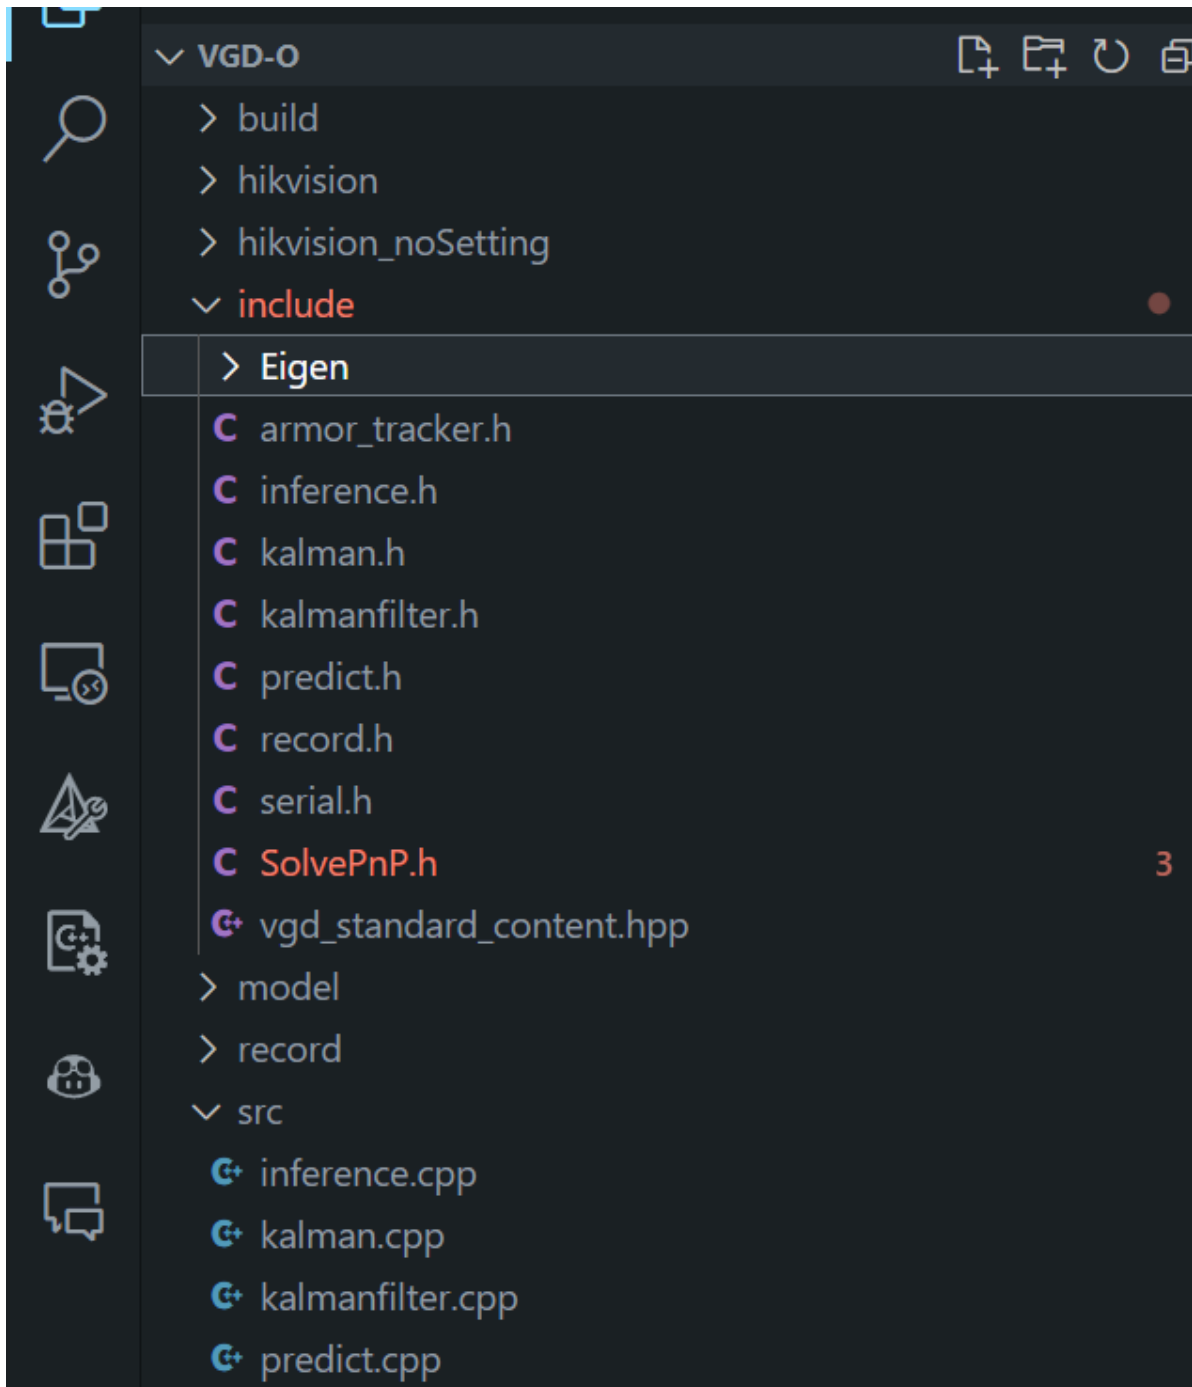 VGD-O
build
hikvision
hikvision_noSetting
include
Eigen
C armor_tracker.h
C inference.h
C kalman.h
C kalmanfilter.h
C predict.h
C record.h
C serial.h
C SolvePnP.h 3
C++ vgd_standard_content.hpp
model
record
src
C++ inference.cpp
C++ kalman.cpp
C++ kalmanfilter.cpp
C++ predict.cpp